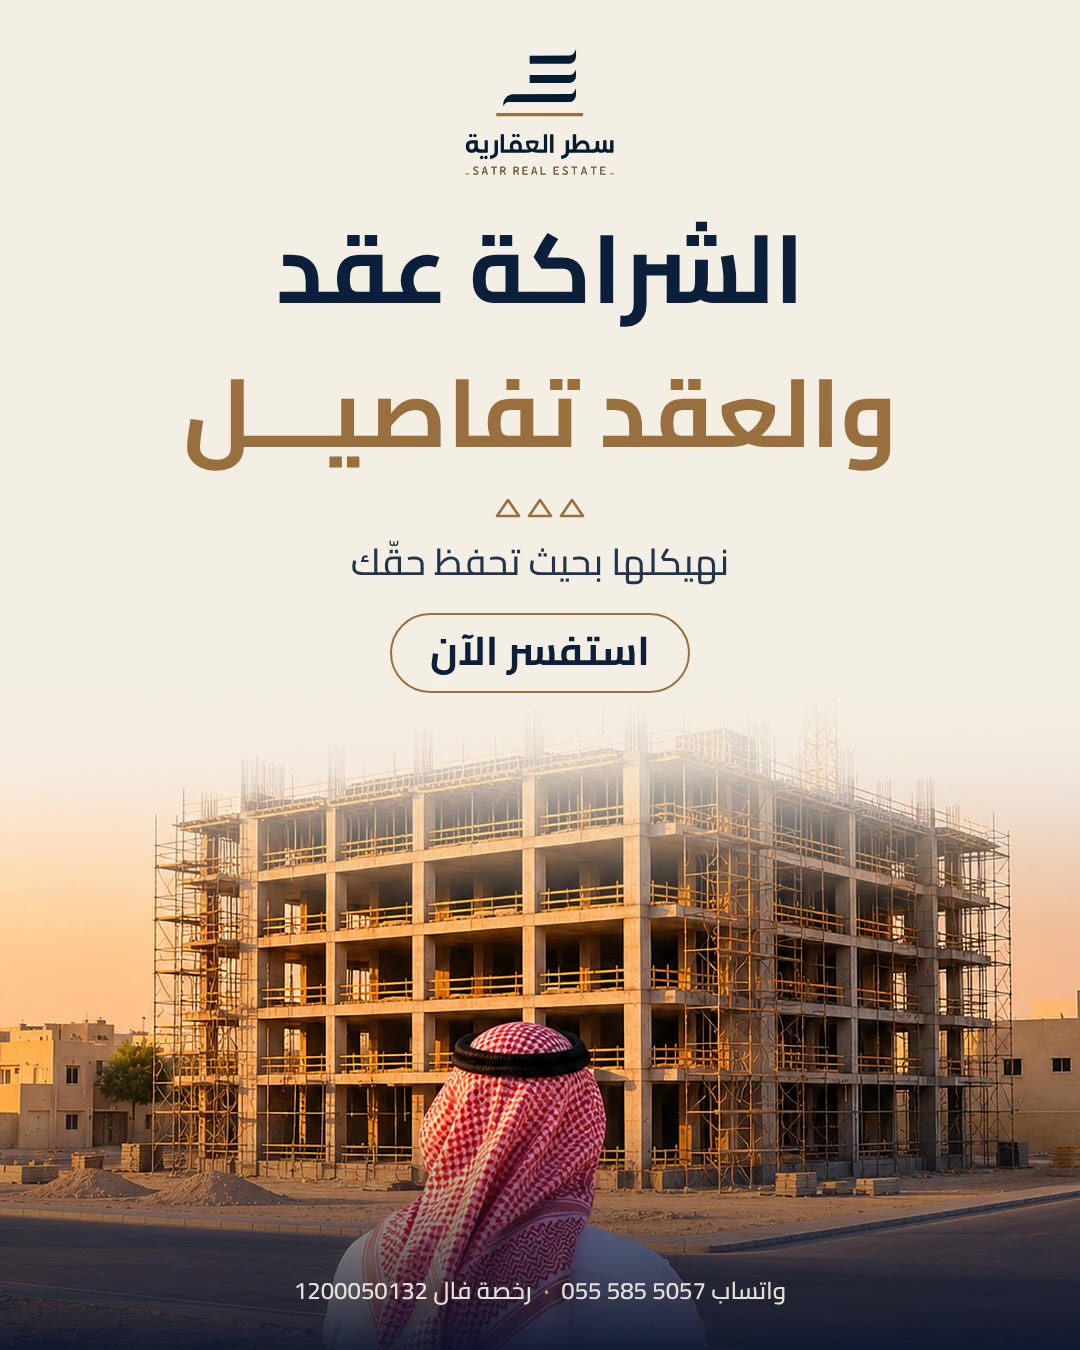 سطر العقارية
SATR REAL ESTATE
الشراكة عقد
والعقد تفاصيــل
نهيكلها بحيث تحفظ حقّك
استفسر الآن
واتساب 5057 585 055 · رخصة فال 1200050132